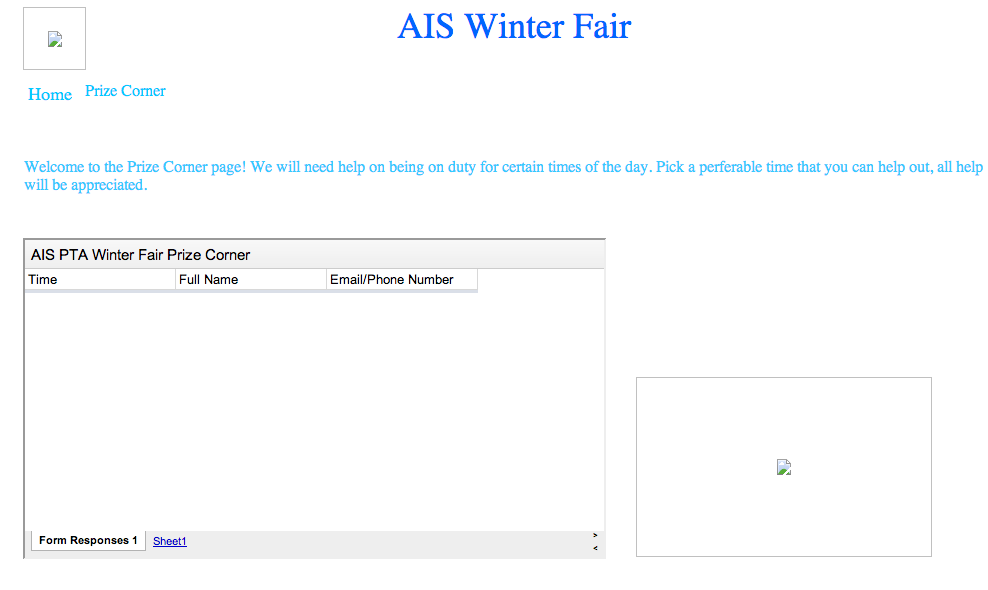 AIS Winter Fair
Home Prize Corner
Welcome to the Prize Corner page! We will need help on being on duty for certain times of the day. Pick a perferable time that you can help out, all help
will be appreciated.
AIS PTA Winter Fair Prize Corner
Time Full Name Email/Phone Number
Form Responses 1 Sheet1
>
<